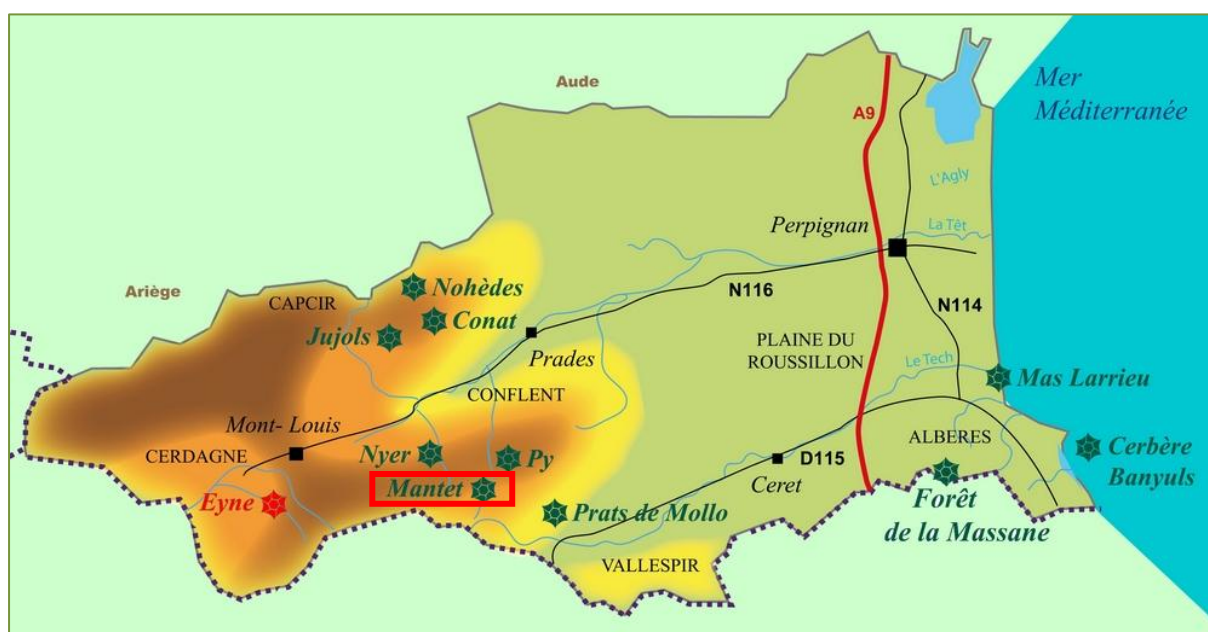 Mer
Méditerranée
Aude
A9
L'Agly
La Têt
Perpignan
Ariège
CAPCIR
Nohèdes
N116
Conat
N114
Jujols
PLAINE DU
ROUSSILLON
Prades
Le Tech
Mas Larrieu
CONFLENT
Mont- Louis
ALBERES
Cerbère
Banyuls
CERDAGNE
Nyer
Py
D115
Ceret
Mantet
Eyne
Prats de Mollo
Forêt
de la Massane
VALLESPIR